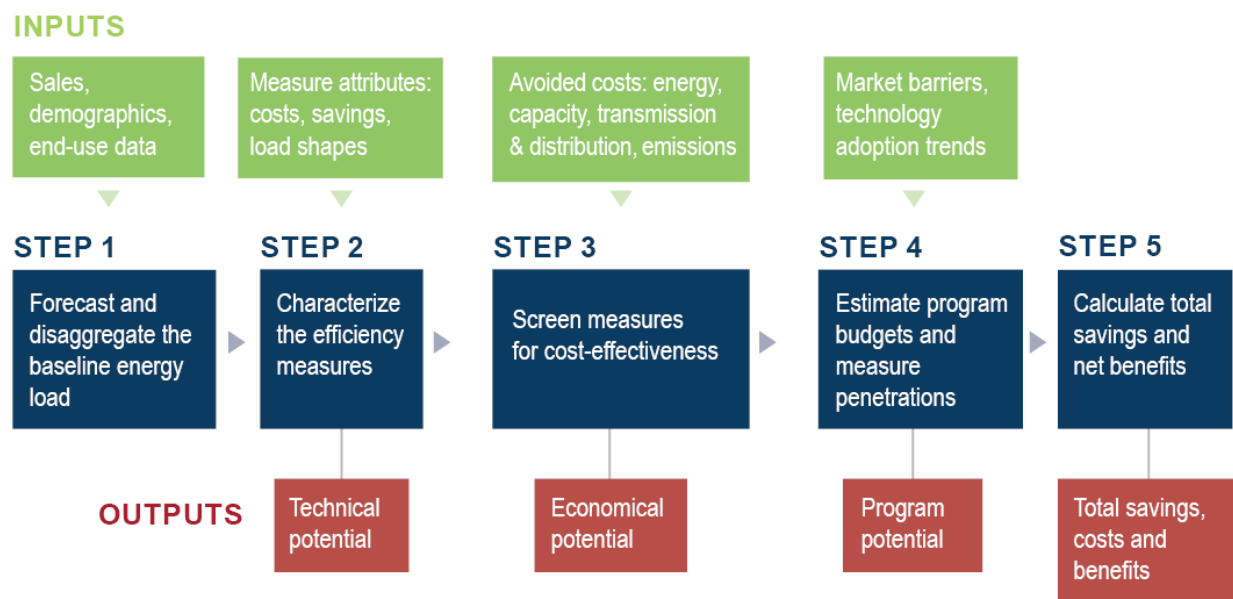 INPUTS
Sales,
demographics,
end-use data
Measure attributes:
costs, savings,
load shapes
Avoided costs: energy,
capacity, transmission
& distribution, emissions
Market barriers,
technology
adoption trends
STEP 1
Forecast and
disaggregate the
baseline energy
load
STEP 2
Characterize
the efficiency
measures
STEP 3
Screen measures
for cost-effectiveness
STEP 4
Estimate program
budgets and
measure
penetrations
STEP 5
Calculate total
savings and
net benefits
OUTPUTS
Technical
potential
Economical
potential
Program
potential
Total savings,
costs and
benefits